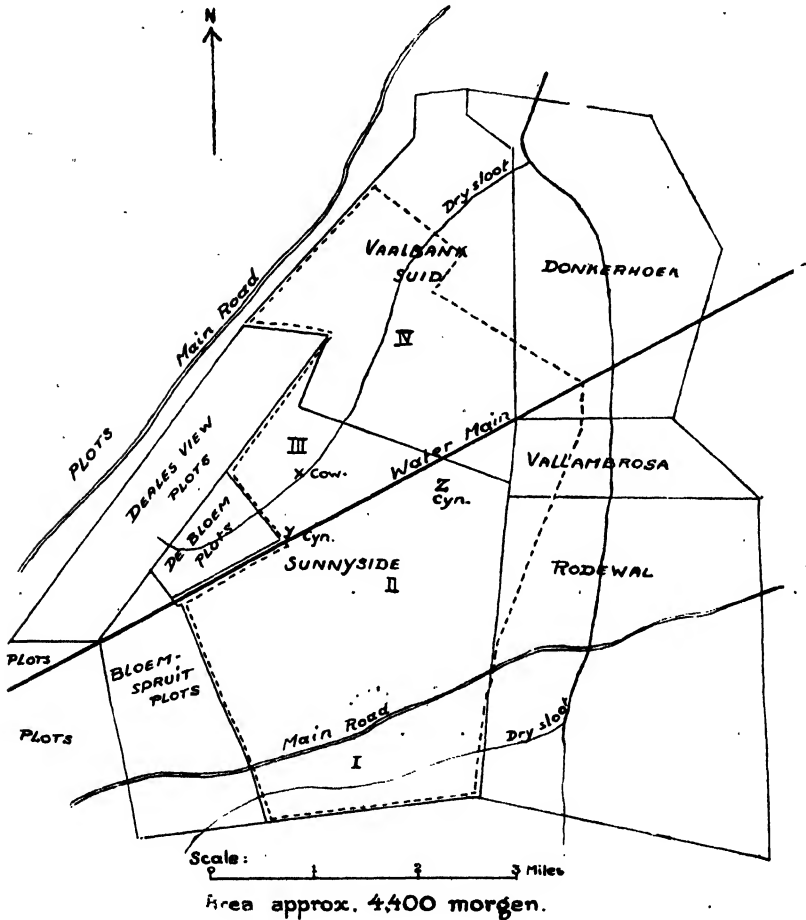 N
Dry sloot
VAALBANK
SUID
DONKERHOEK
Main Road
IV
PLOTS
DEALES VIEW
PLOTS
III
Water Main
VALLAMBROSA
x Cow.
Z
Cyn.
DE BLOEM
PLOTS
Y Cyn.
SUNNYSIDE
II
RODEWAL
PLOTS
BLOEM-
SPRUIT
PLOTS
PLOTS
Main Road
Dry sloot
I
Scale:
0 1 2 3 Miles
Area approx. 4,400 morgen.